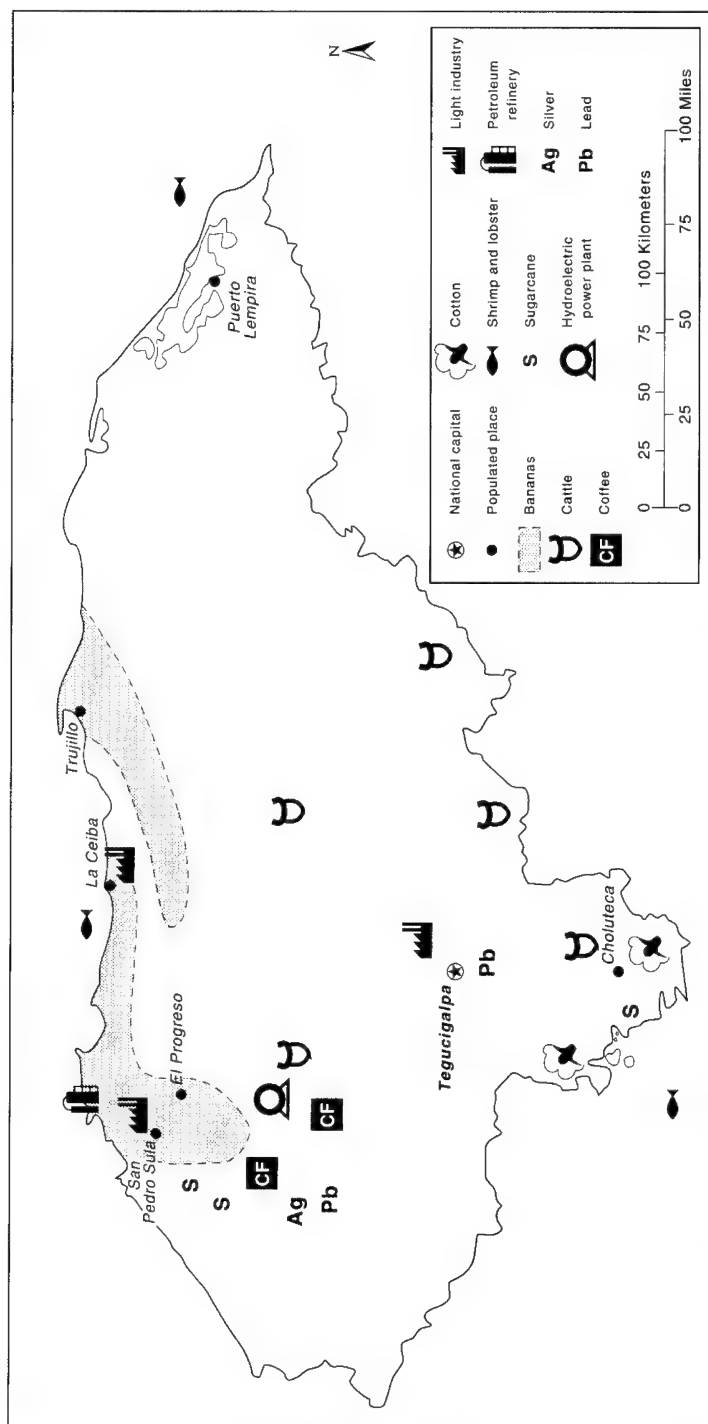 N
San
Pedro Sula
El Progreso
La Ceiba
Trujillo
Puerto
Lempira
S
S
CF
Ag
Pb
CF
Tegucigalpa
Pb
S
Choluteca
National capital
Populated place
Bananas
Cattle
CF
Coffee
Cotton
Shrimp and lobster
S
Sugarcane
Hydroelectric
power plant
Light industry
Petroleum
refinery
Ag
Silver
Pb
Lead
0 25 50 75 100 Kilometers
0 25 50 75 100 Miles